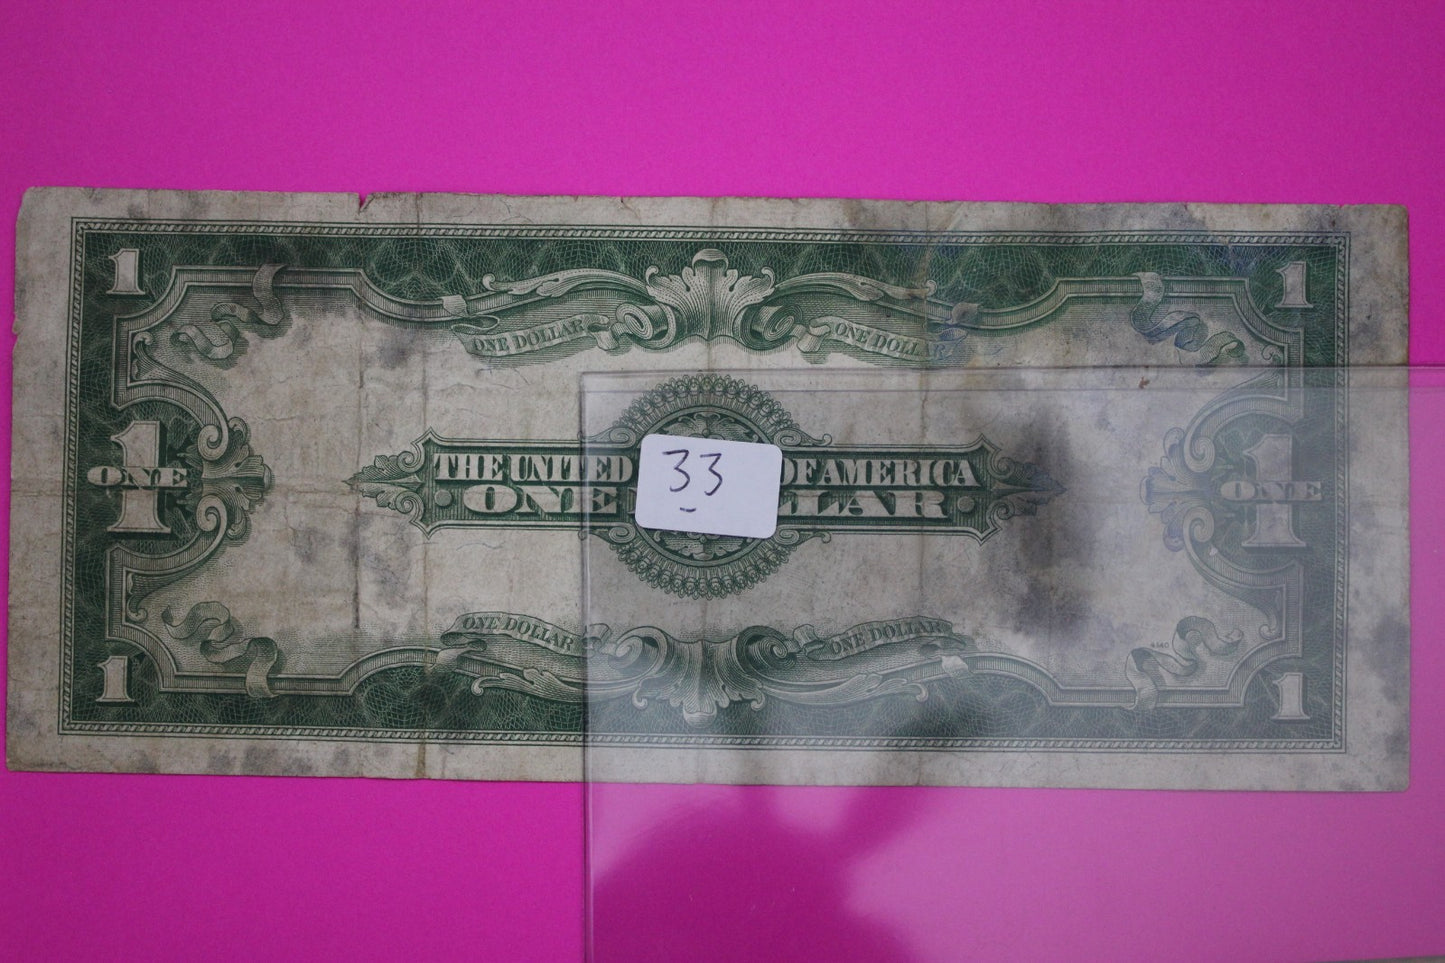 1 1
ONE DOLLAR ONE DOLLAR
THE UNITED OF AMERICA
ONE LLAR
33
1 ONE 1 ONE
ONE DOLLAR ONE DOLLAR
1 1